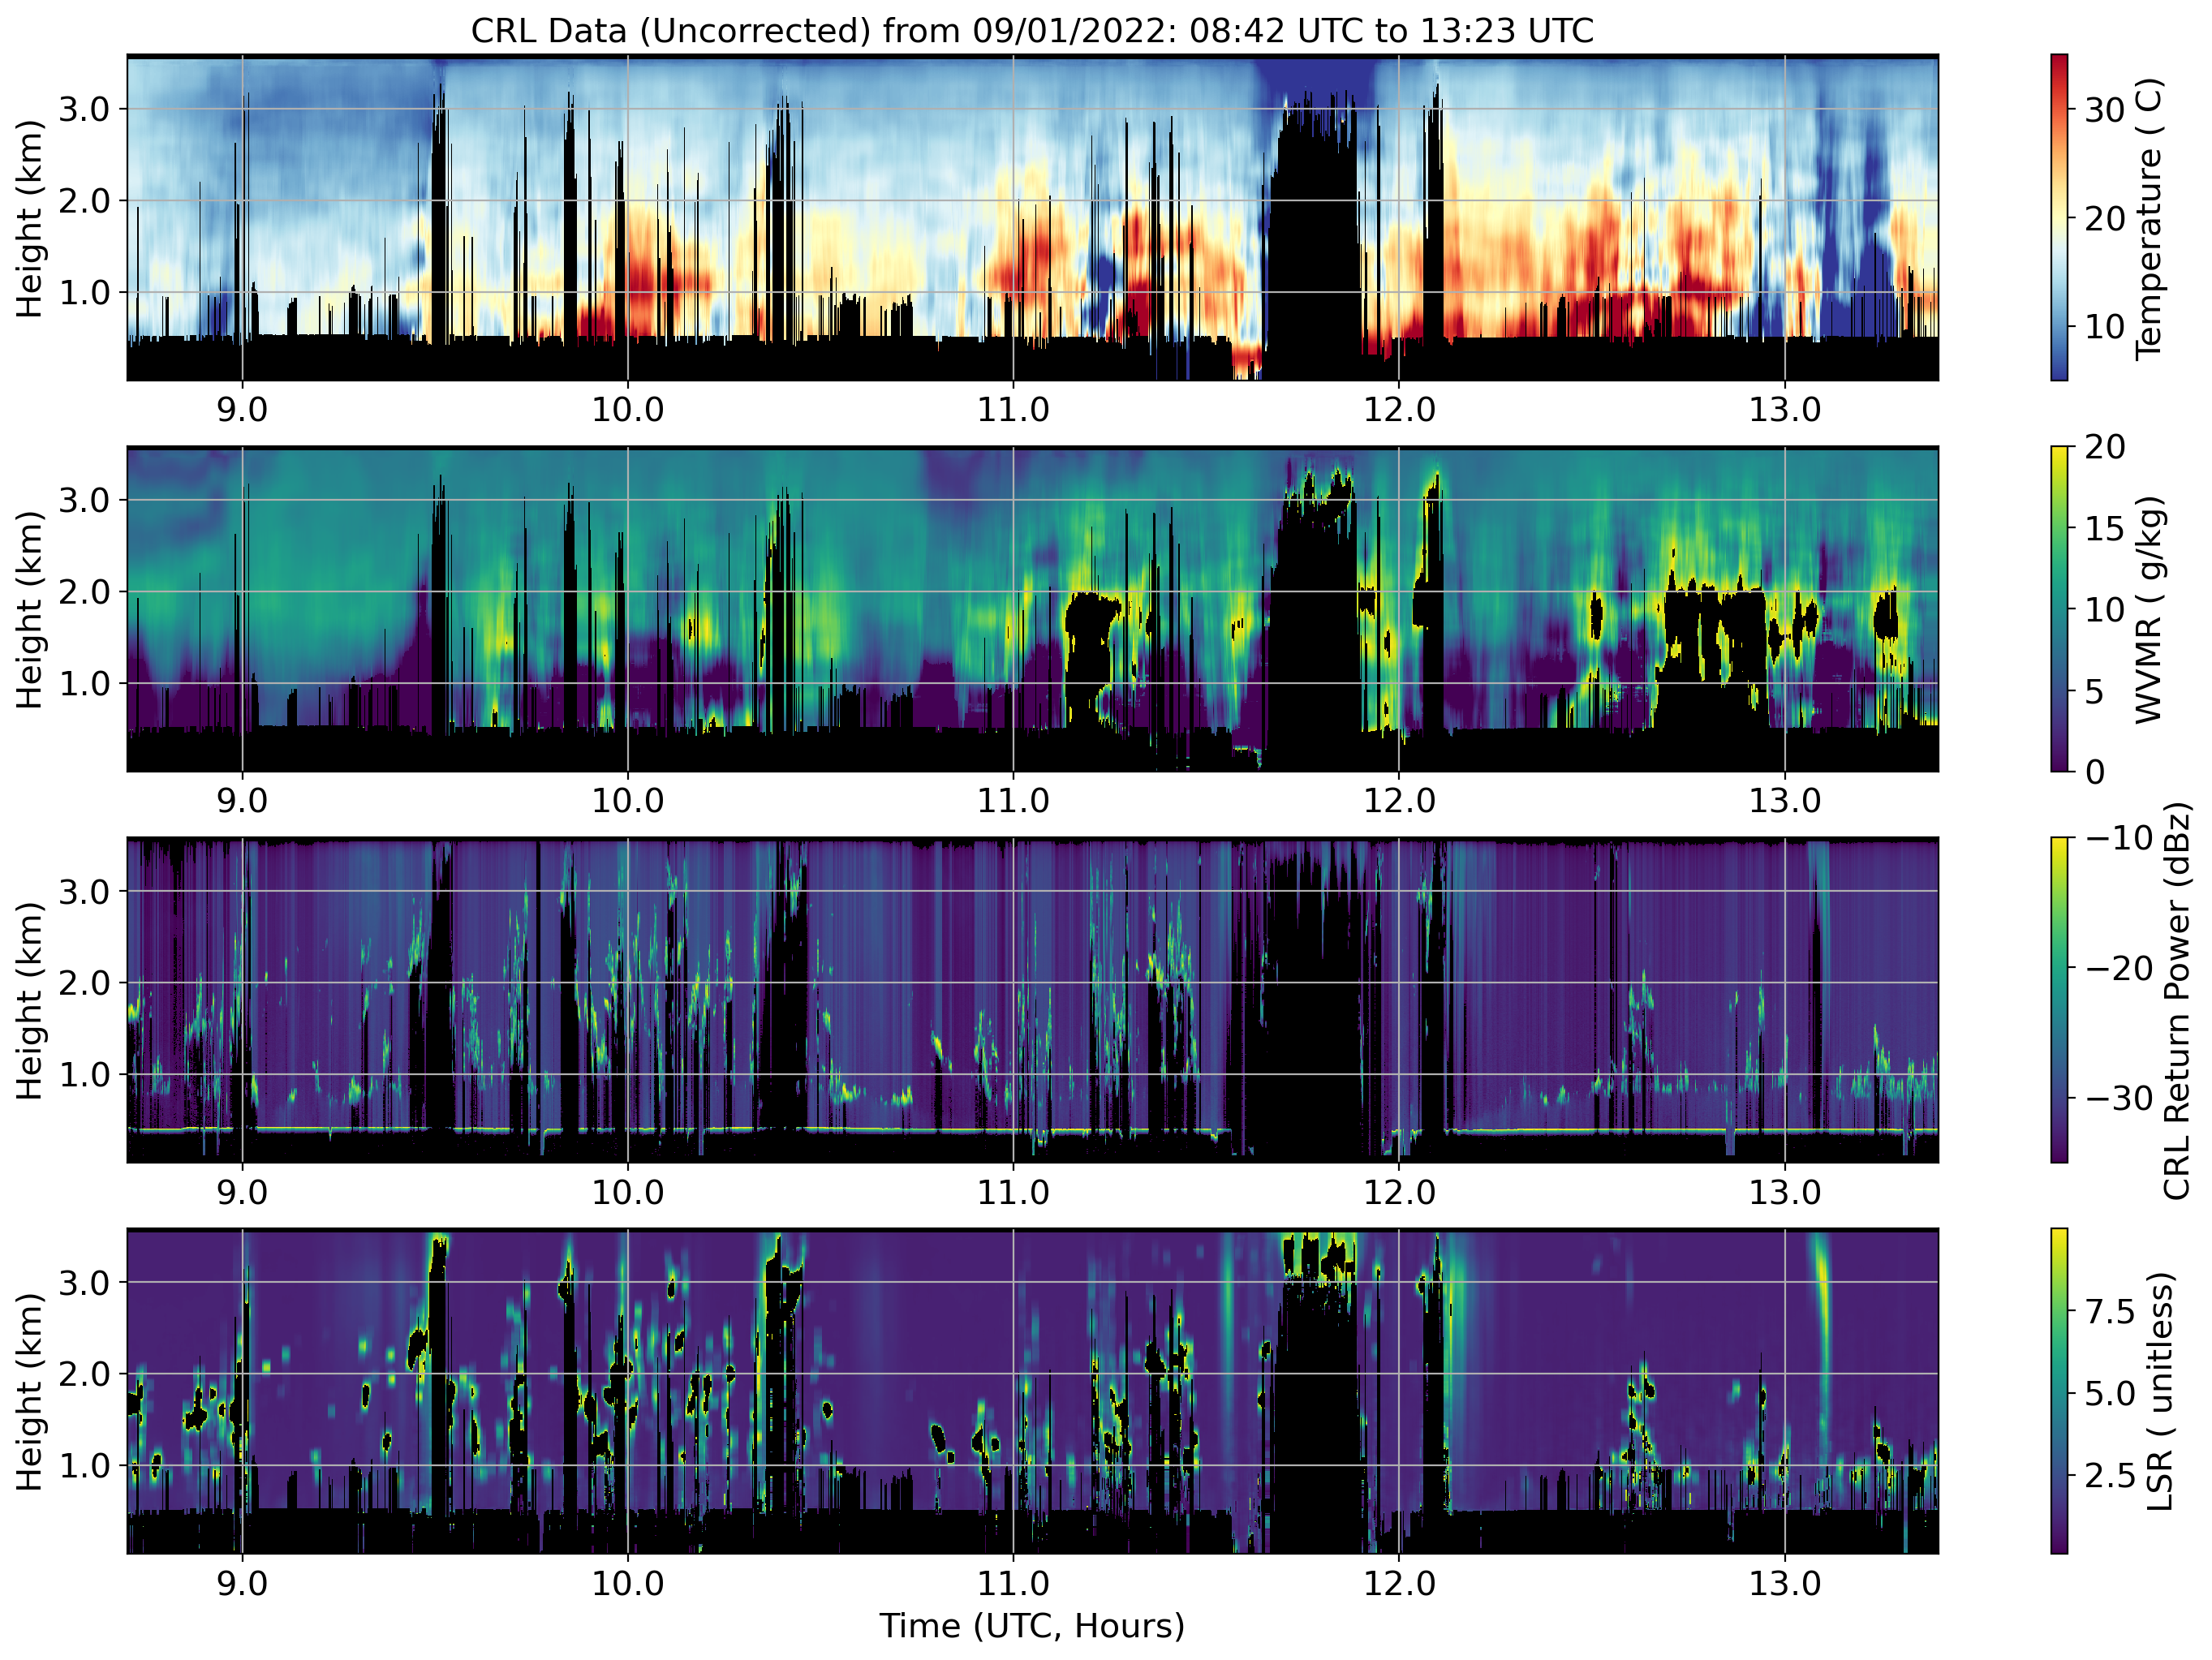 CRL Data (Uncorrected) from 09/01/2022: 08:42 UTC to 13:23 UTC
Height (km)
3.0
2.0
1.0
9.0 10.0 11.0 12.0 13.0
30
20
10
Temperature ( C)
Height (km)
3.0
2.0
1.0
9.0 10.0 11.0 12.0 13.0
20
15
10
5
0
WVMR ( g/kg)
Height (km)
3.0
2.0
1.0
9.0 10.0 11.0 12.0 13.0
−10
−20
−30
CRL Return Power (dBz)
Height (km)
3.0
2.0
1.0
9.0 10.0 11.0 12.0 13.0
7.5
5.0
2.5
LSR ( unitless)
Time (UTC, Hours)